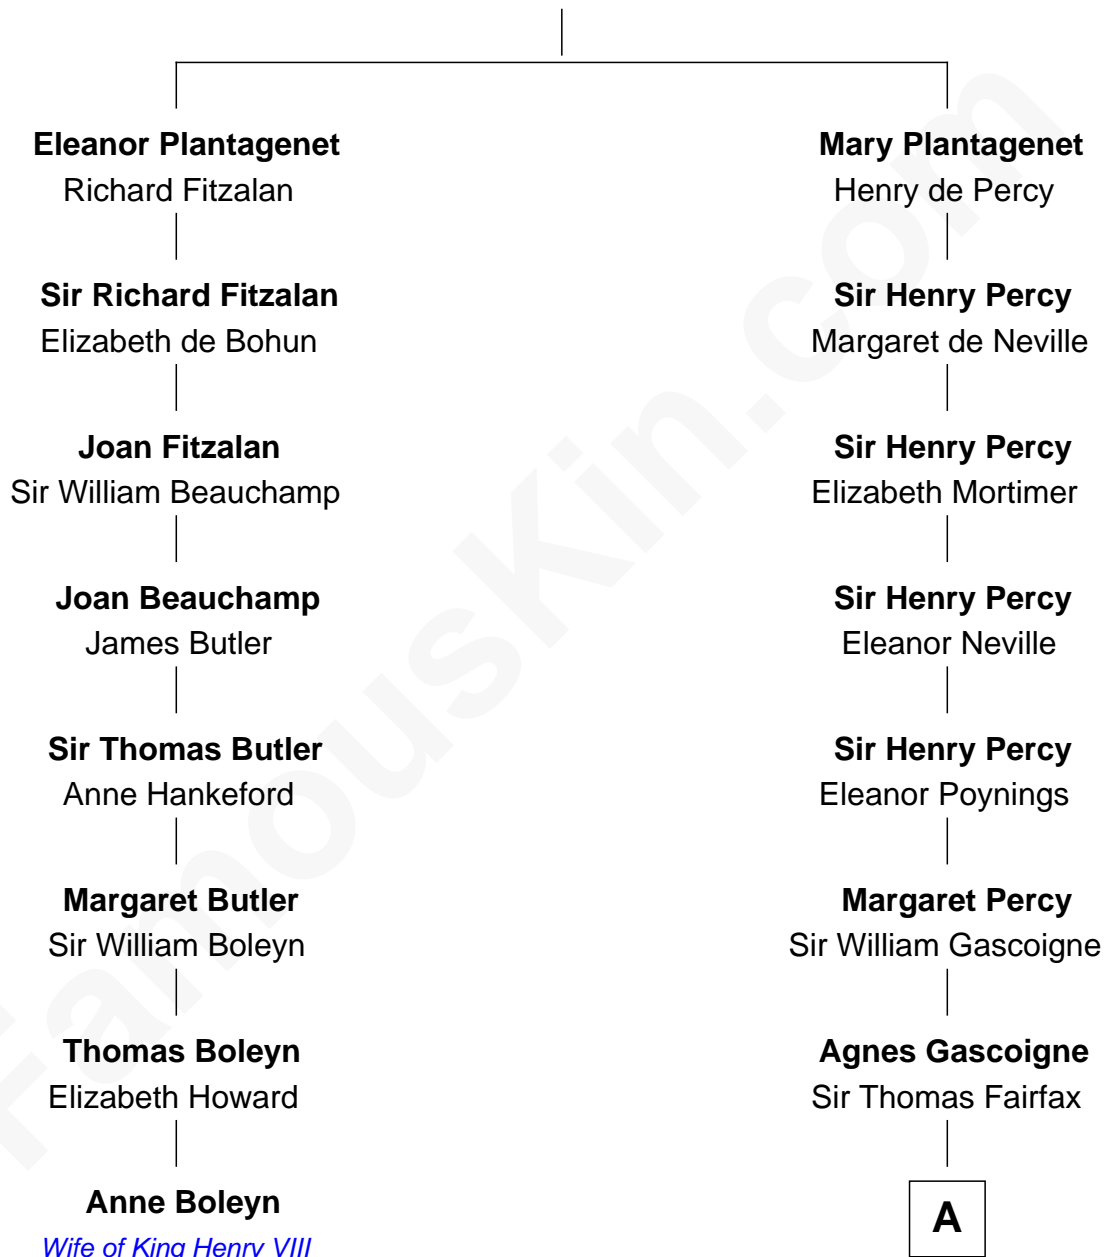 Eleanor Plantagenet
Richard Fitzalan
Sir Richard Fitzalan
Elizabeth de Bohun
Joan Fitzalan
Sir William Beauchamp
Joan Beauchamp
James Butler
Sir Thomas Butler
Anne Hankeford
Margaret Butler
Sir William Boleyn
Thomas Boleyn
Elizabeth Howard
Anne Boleyn
Wife of King Henry VIII
Mary Plantagenet
Henry de Percy
Sir Henry Percy
Margaret de Neville
Sir Henry Percy
Elizabeth Mortimer
Sir Henry Percy
Eleanor Neville
Sir Henry Percy
Eleanor Poynings
Margaret Percy
Sir William Gascoigne
Agnes Gascoigne
Sir Thomas Fairfax
A
FamousKin.com